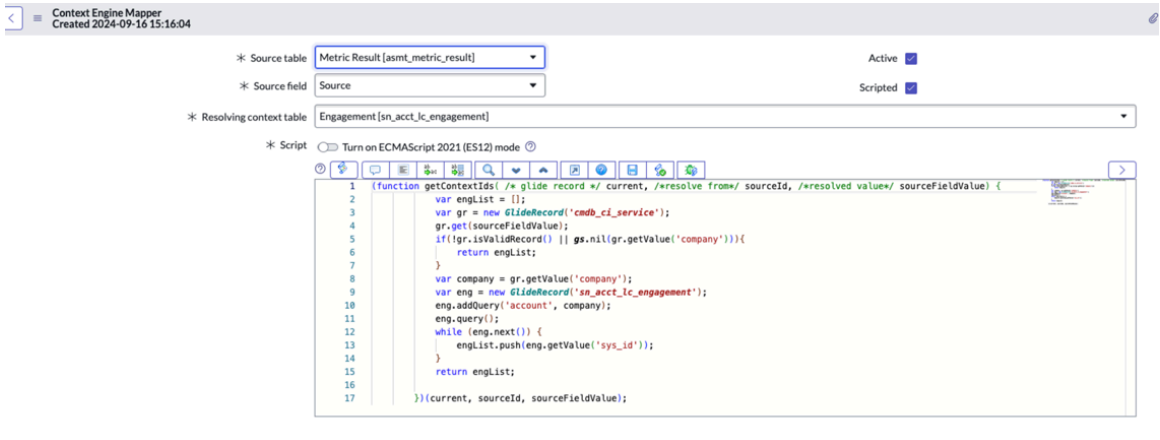 Context Engine Mapper
Created 2024-09-16 15:16:04
Source table Metric Result [asmt_metric_result] Active
Source field Source Scripted
Resolving context table Engagement [sn_acct_lc_engagement]
Script Turn on ECMAScript 2021 (ES12) mode
1 (function getContextIds( /* glide record */ current, /*resolve from*/ sourceId, /*resolved value*/ sourceFieldValue) {
2 var engList = [];
3 var gr = new GlideRecord('cmdb_ci_service');
4 gr.get(sourceFieldValue);
5 if(!gr.isValidRecord() || gs.nil(gr.getValue('company'))){
6 return engList;
7 }
8 var company = gr.getValue('company');
9 var eng = new GlideRecord('sn_acct_lc_engagement');
10 eng.addQuery('account', company);
11 eng.query();
12 while (eng.next()) {
13 engList.push(eng.getValue('sys_id'));
14 }
15 return engList;
16
17 })(current, sourceId, sourceFieldValue);